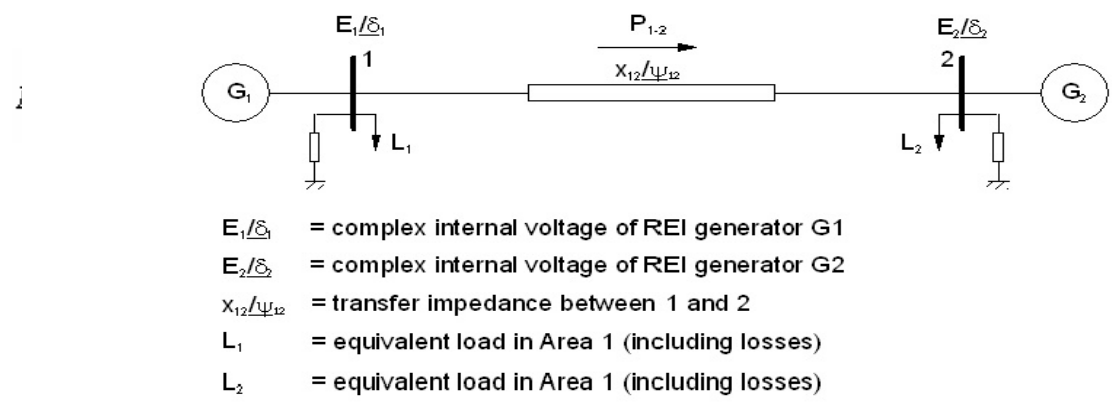 E₁/δ₁ E₂/δ₂
P₁₋₂
1 2
x₁₂/ψ₁₂
G₁ G₂
L₁ L₂
E₁/δ₁ = complex internal voltage of REI generator G1
E₂/δ₂ = complex internal voltage of REI generator G2
x₁₂/ψ₁₂ = transfer impedance between 1 and 2
L₁ = equivalent load in Area 1 (including losses)
L₂ = equivalent load in Area 1 (including losses)